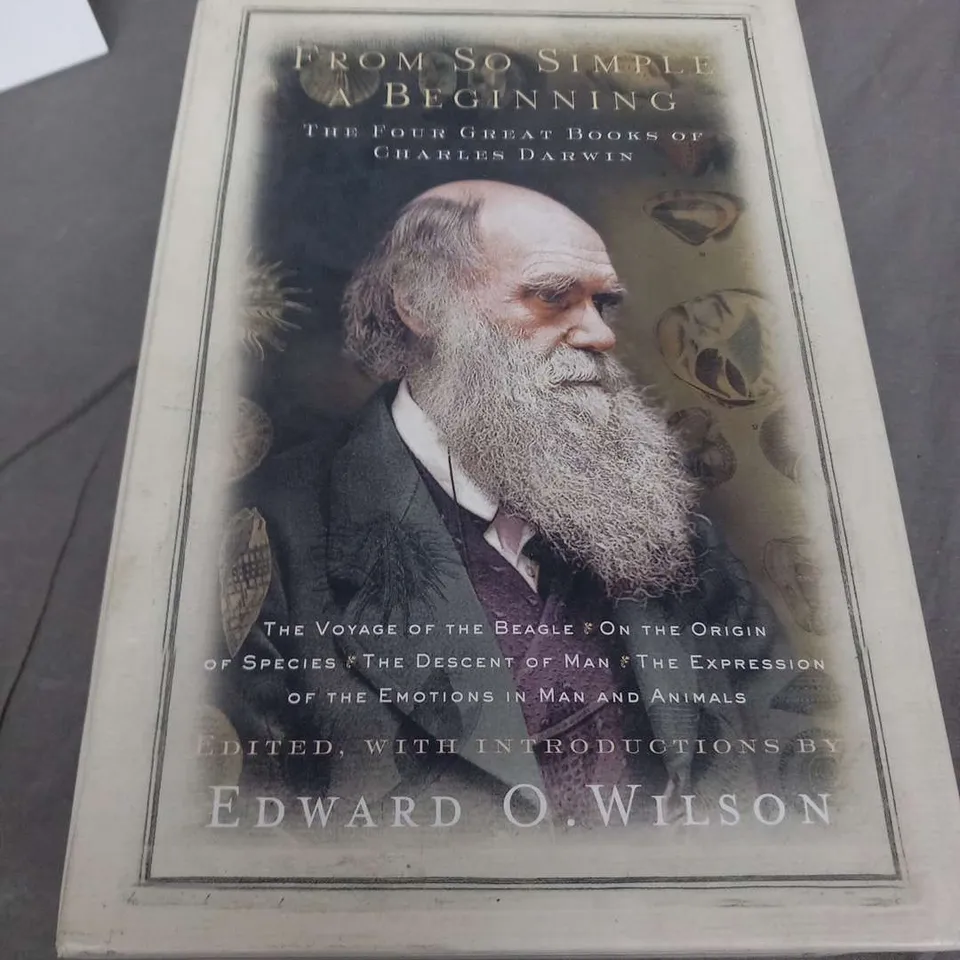 FROM SO SIMPLE
A BEGINNING
THE FOUR GREAT BOOKS OF
CHARLES DARWIN
THE VOYAGE OF THE BEAGLE ON THE ORIGIN
OF SPECIES THE DESCENT OF MAN THE EXPRESSION
OF THE EMOTIONS IN MAN AND ANIMALS
EDITED, WITH INTRODUCTIONS BY
EDWARD O. WILSON